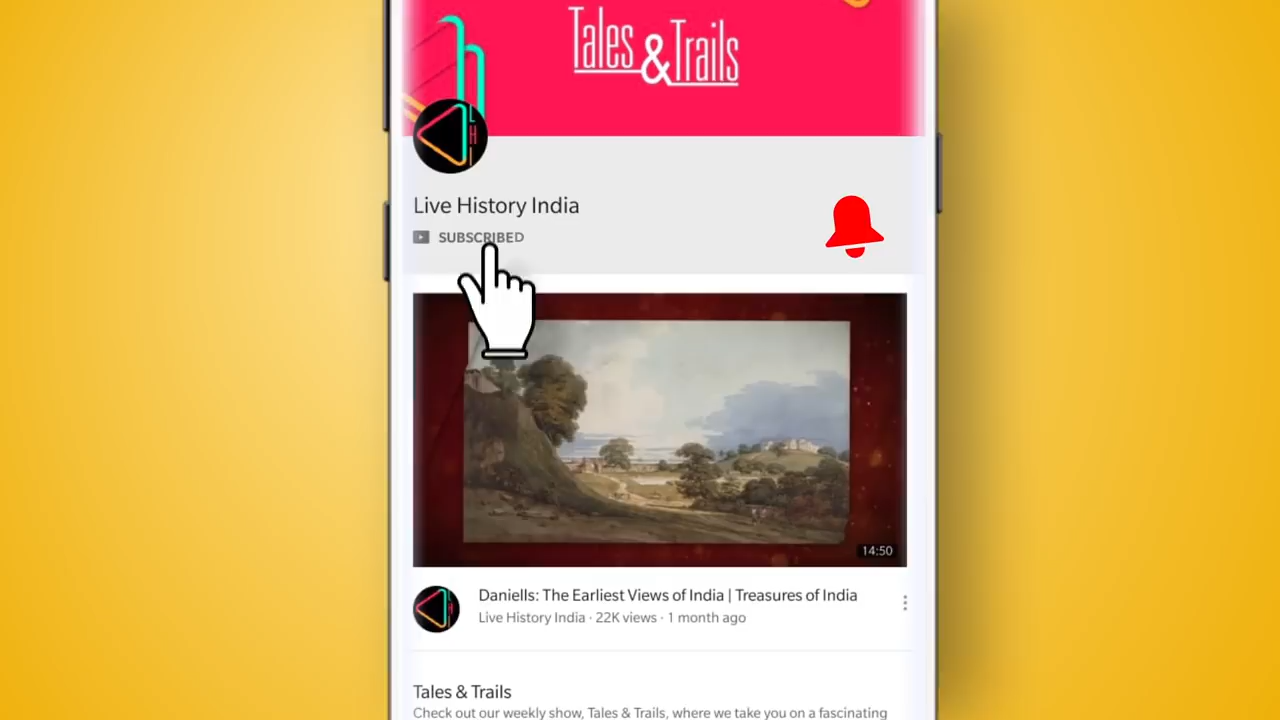 Tales & Trails
LHI
Live History India
SUBSCRIBED
14:50
Daniells: The Earliest Views of India | Treasures of India
Live History India · 22K views · 1 month ago
Tales & Trails
Check out our weekly show, Tales & Trails, where we take you on a fascinating